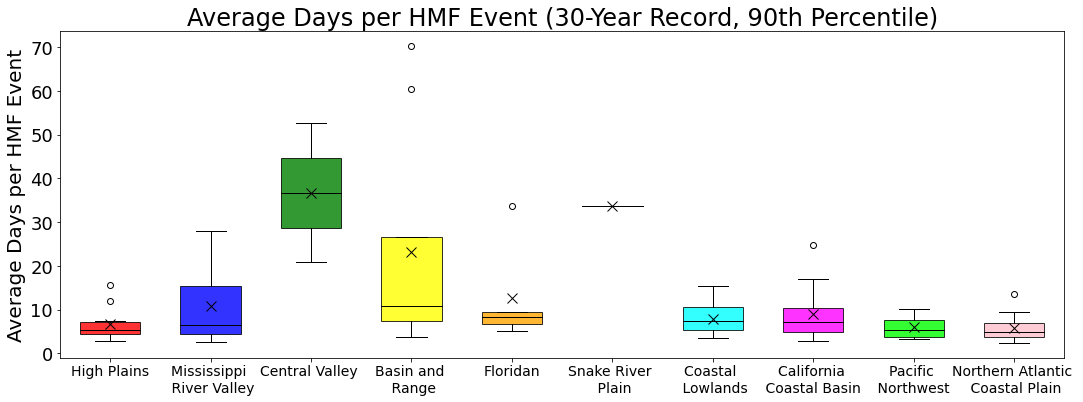 Average Days per HMF Event (30-Year Record, 90th Percentile)
Average Days per HMF Event
70
60
50
40
30
20
10
0
High Plains
Mississippi
River Valley
Central Valley
Basin and
Range
Floridan
Snake River
Plain
Coastal
Lowlands
California
Coastal Basin
Pacific
Northwest
Northern Atlantic
Coastal Plain